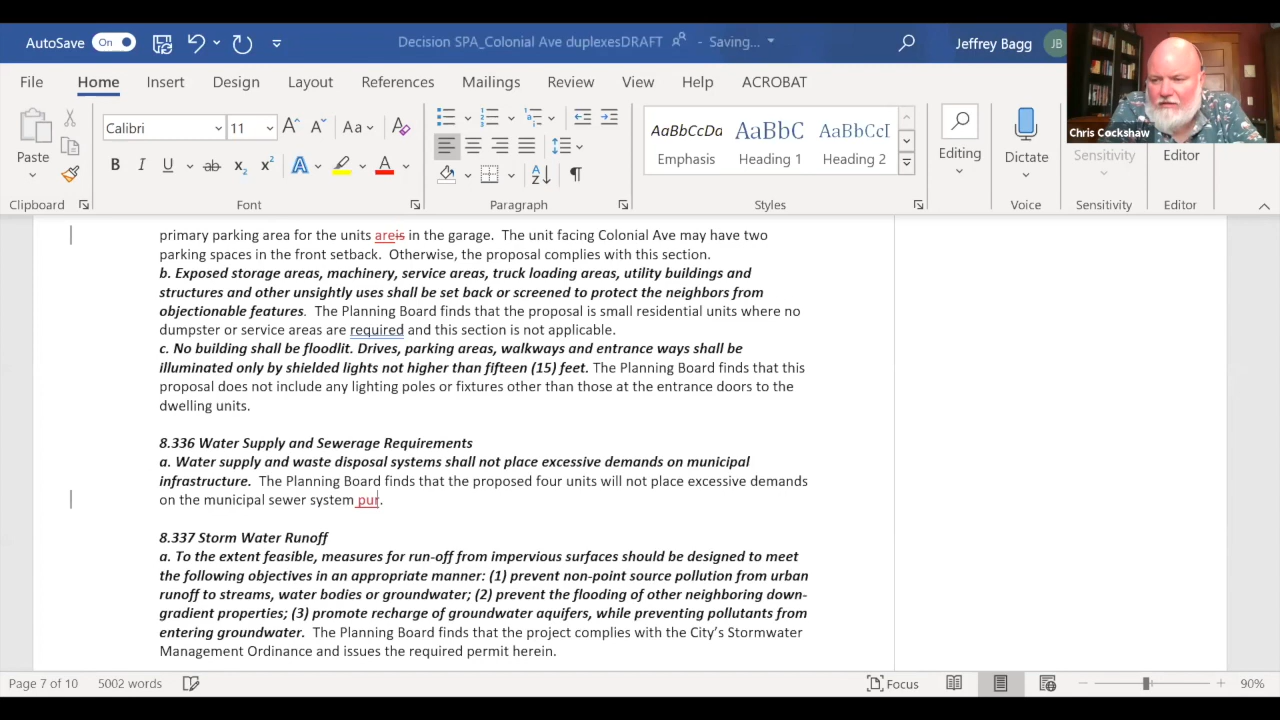 AutoSave On Decision SPA_Colonial Ave duplexesDRAFT - Saving... Jeffrey Bagg JB
File Home Insert Design Layout References Mailings Review View Help ACROBAT
Chris Cockshaw
Calibri 11 Aa
AaBbCcDd AaBbC AaBbCcI
Paste Emphasis Heading 1 Heading 2 Editing Dictate Sensitivity Editor
Clipboard Font Paragraph Styles Voice Sensitivity Editor
primary parking area for the units areis in the garage. The unit facing Colonial Ave may have two
parking spaces in the front setback. Otherwise, the proposal complies with this section.
b. Exposed storage areas, machinery, service areas, truck loading areas, utility buildings and
structures and other unsightly uses shall be set back or screened to protect the neighbors from
objectionable features. The Planning Board finds that the proposal is small residential units where no
dumpster or service areas are required and this section is not applicable.
c. No building shall be floodlit. Drives, parking areas, walkways and entrance ways shall be
illuminated only by shielded lights not higher than fifteen (15) feet. The Planning Board finds that this
proposal does not include any lighting poles or fixtures other than those at the entrance doors to the
dwelling units.
8.336 Water Supply and Sewerage Requirements
a. Water supply and waste disposal systems shall not place excessive demands on municipal
infrastructure. The Planning Board finds that the proposed four units will not place excessive demands
on the municipal sewer system pur.
8.337 Storm Water Runoff
a. To the extent feasible, measures for run-off from impervious surfaces should be designed to meet
the following objectives in an appropriate manner: (1) prevent non-point source pollution from urban
runoff to streams, water bodies or groundwater; (2) prevent the flooding of other neighboring down-
gradient properties; (3) promote recharge of groundwater aquifers, while preventing pollutants from
entering groundwater. The Planning Board finds that the project complies with the City's Stormwater
Management Ordinance and issues the required permit herein.
Page 7 of 10 5002 words Focus 90%